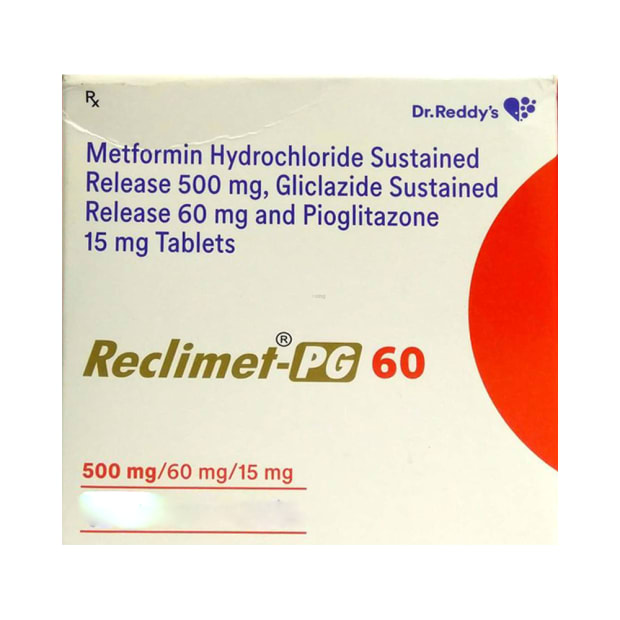 Rx
Dr.Reddy's
Metformin Hydrochloride Sustained
Release 500 mg, Gliclazide Sustained
Release 60 mg and Pioglitazone
15 mg Tablets
Reclimet®-PG 60
500 mg/60 mg/15 mg